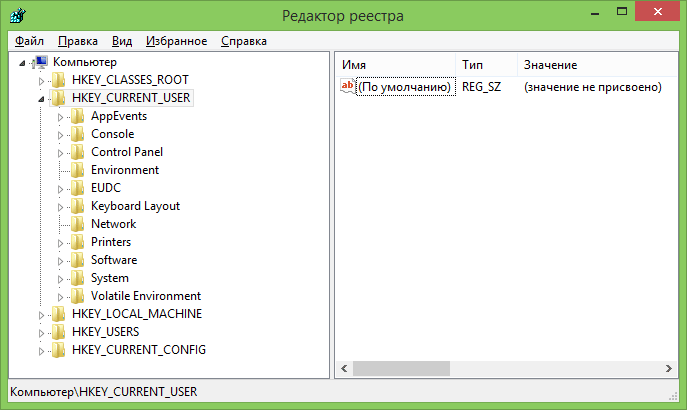 Редактор реестра
Файл Правка Вид Избранное Справка
Компьютер
HKEY_CLASSES_ROOT
HKEY_CURRENT_USER
AppEvents
Console
Control Panel
Environment
EUDC
Keyboard Layout
Network
Printers
Software
System
Volatile Environment
HKEY_LOCAL_MACHINE
HKEY_USERS
HKEY_CURRENT_CONFIG
Имя Тип Значение
ab (По умолчанию) REG_SZ (значение не присвоено)
Компьютер\HKEY_CURRENT_USER